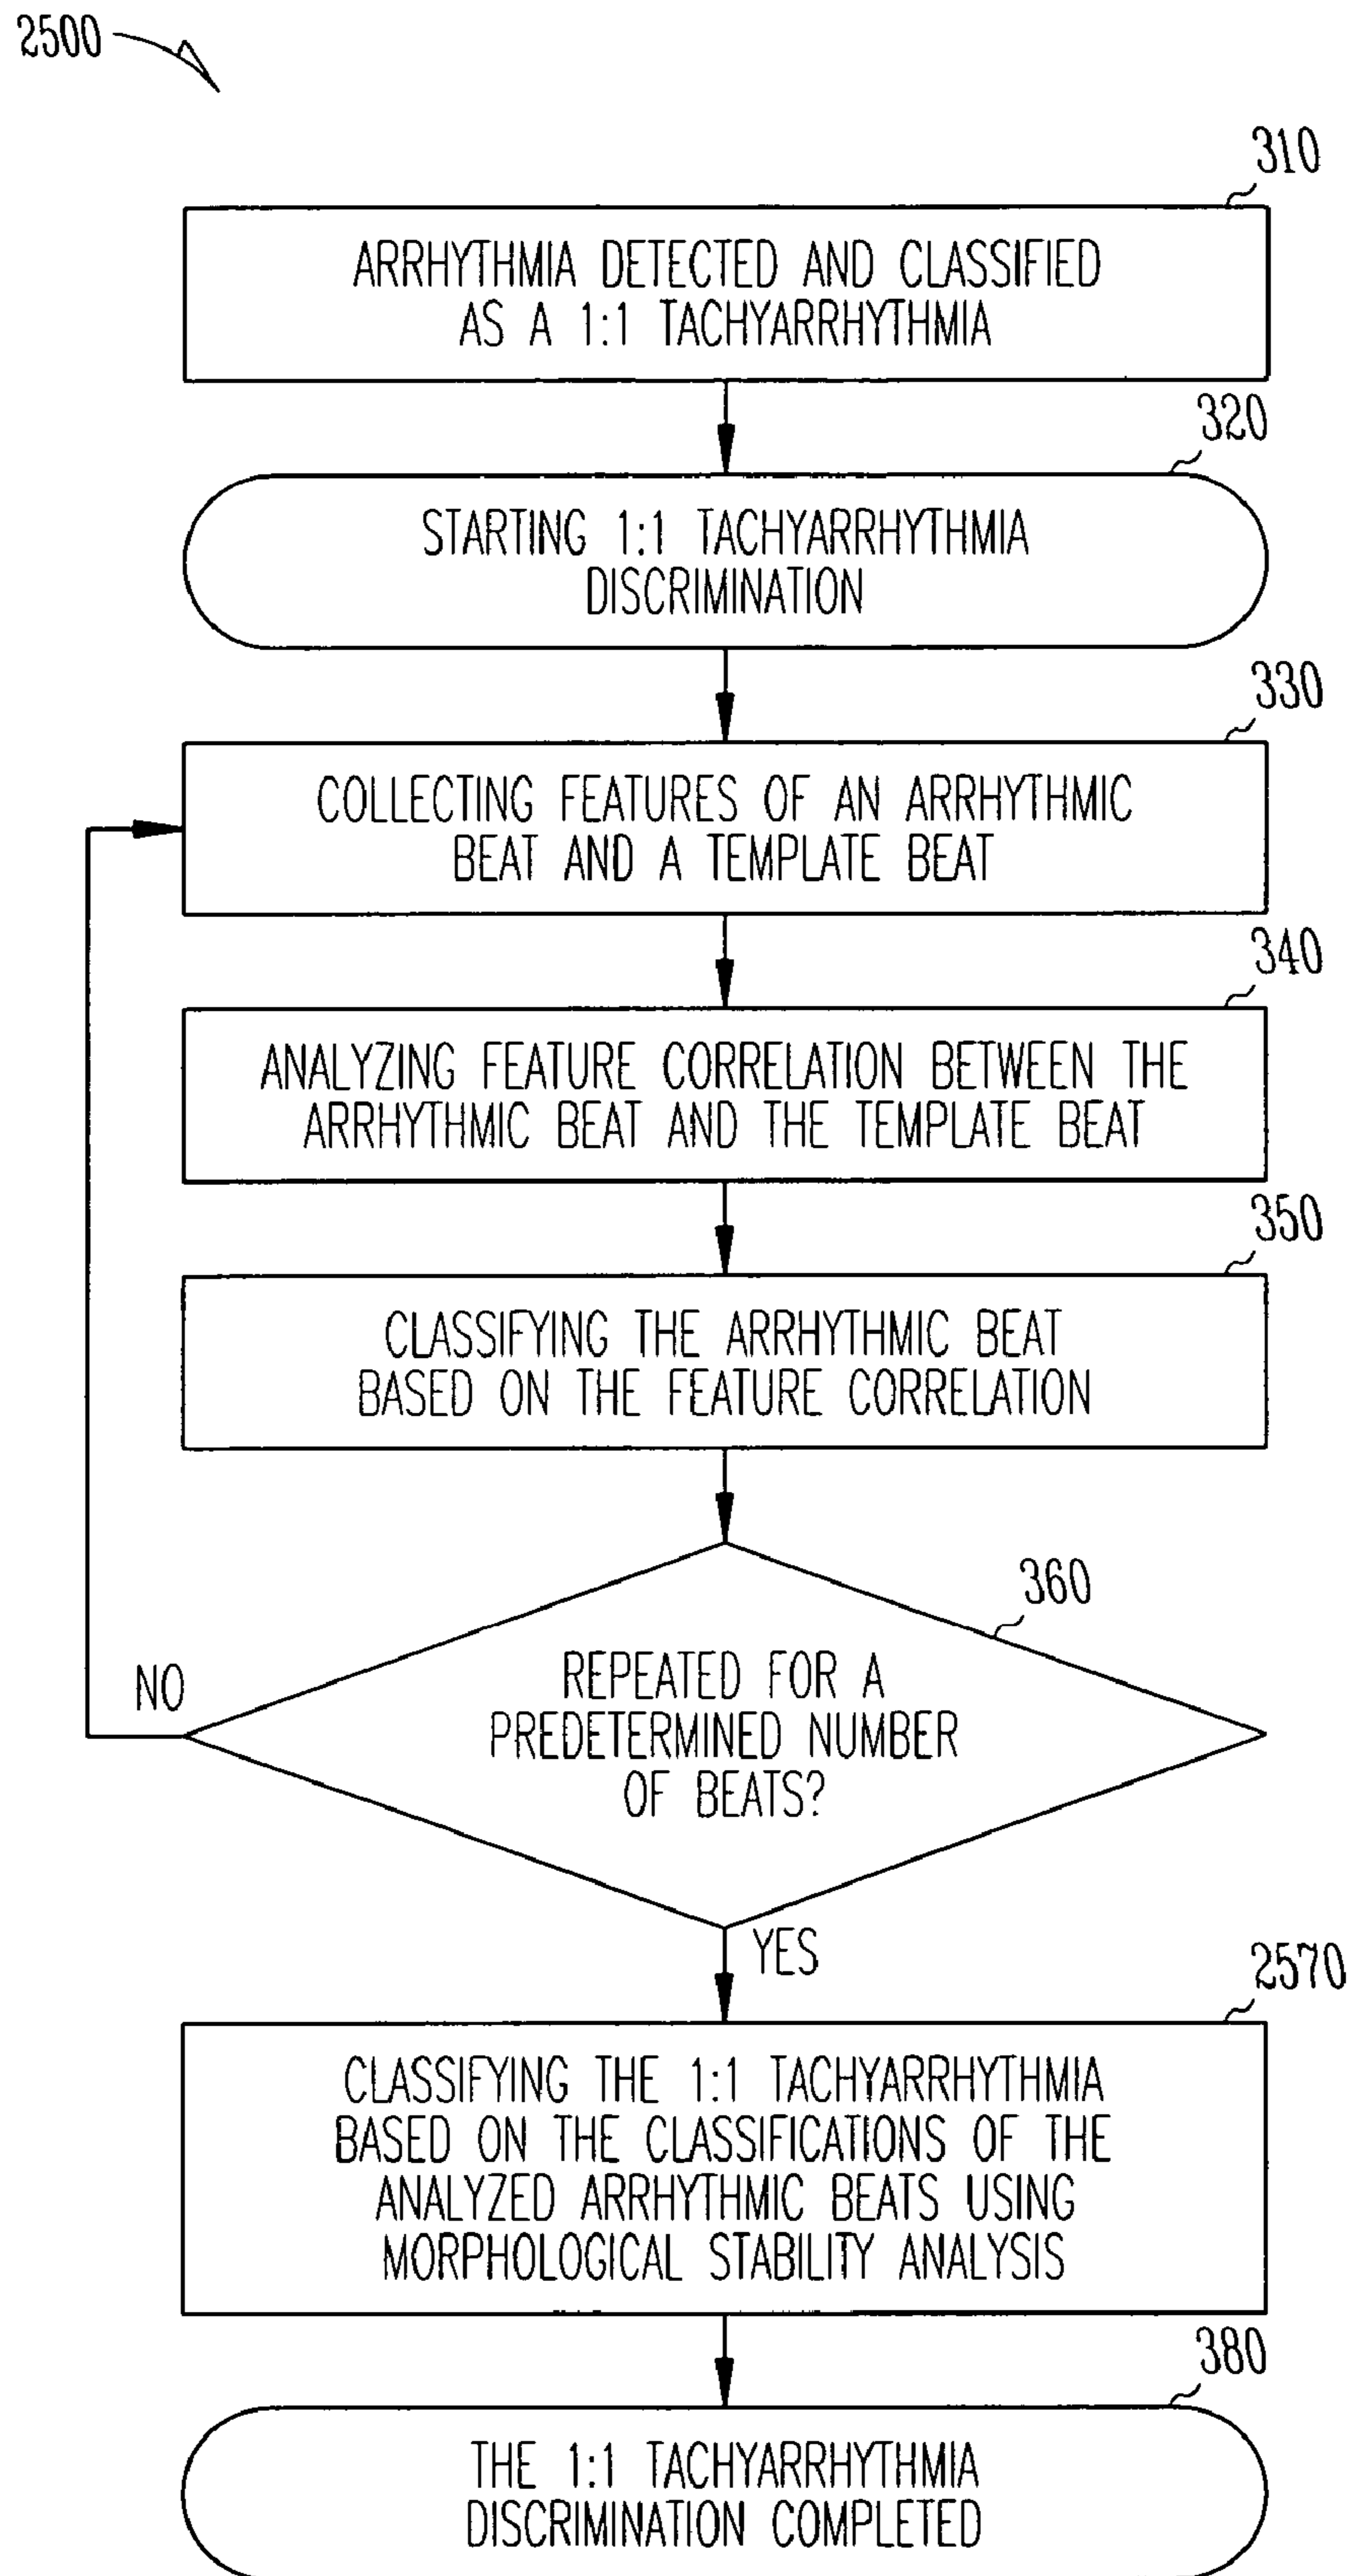 2500
310
ARRHYTHMIA DETECTED AND CLASSIFIED
AS A 1:1 TACHYARRHYTHMIA
320
STARTING 1:1 TACHYARRHYTHMIA
DISCRIMINATION
330
COLLECTING FEATURES OF AN ARRHYTHMIC
BEAT AND A TEMPLATE BEAT
340
ANALYZING FEATURE CORRELATION BETWEEN THE
ARRHYTHMIC BEAT AND THE TEMPLATE BEAT
350
CLASSIFYING THE ARRHYTHMIC BEAT
BASED ON THE FEATURE CORRELATION
360
REPEATED FOR A
PREDETERMINED NUMBER
OF BEATS?
NO
YES
2570
CLASSIFYING THE 1:1 TACHYARRHYTHMIA
BASED ON THE CLASSIFICATIONS OF THE
ANALYZED ARRHYTHMIC BEATS USING
MORPHOLOGICAL STABILITY ANALYSIS
380
THE 1:1 TACHYARRHYTHMIA
DISCRIMINATION COMPLETED